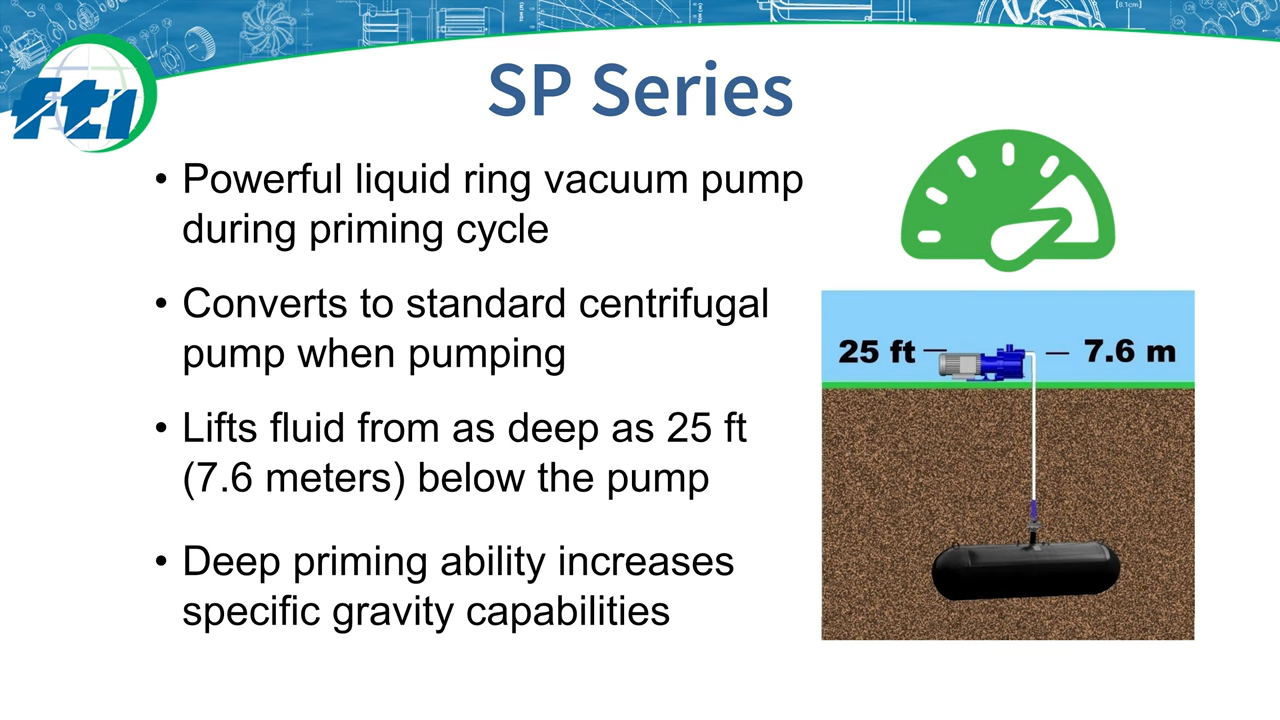 fti
SP Series
• Powerful liquid ring vacuum pump
during priming cycle
• Converts to standard centrifugal
pump when pumping
• Lifts fluid from as deep as 25 ft
(7.6 meters) below the pump
• Deep priming ability increases
specific gravity capabilities
25 ft
7.6 m